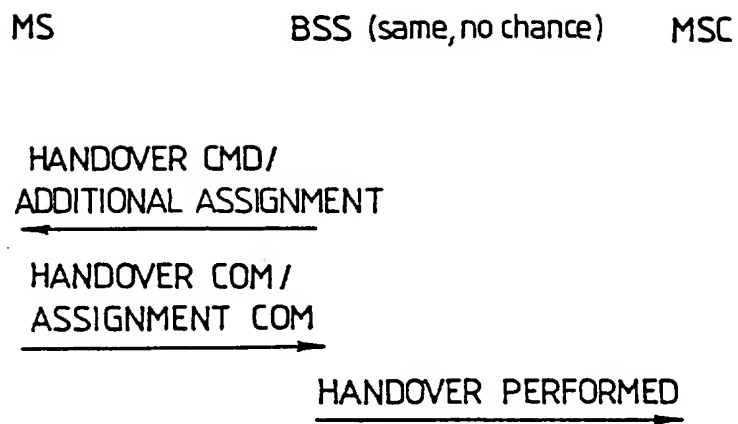 MS BSS (same, no chance) MSC
HANDOVER CMD/
ADDITIONAL ASSIGNMENT
HANDOVER COM/
ASSIGNMENT COM
HANDOVER PERFORMED